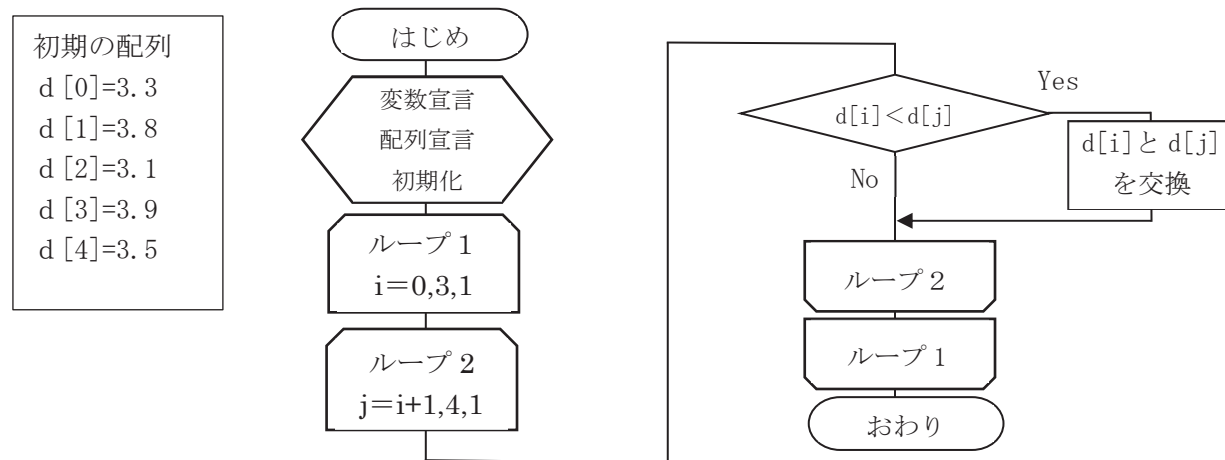 初期の配列
d[0]=3.3
d[1]=3.8
d[2]=3.1
d[3]=3.9
d[4]=3.5
はじめ
変数宣言
配列宣言
初期化
ループ1
i＝0,3,1
ループ2
j＝i+1,4,1
d[i]＜d[j]
Yes
d[i]と d[j]
を交換
No
ループ2
ループ1
おわり